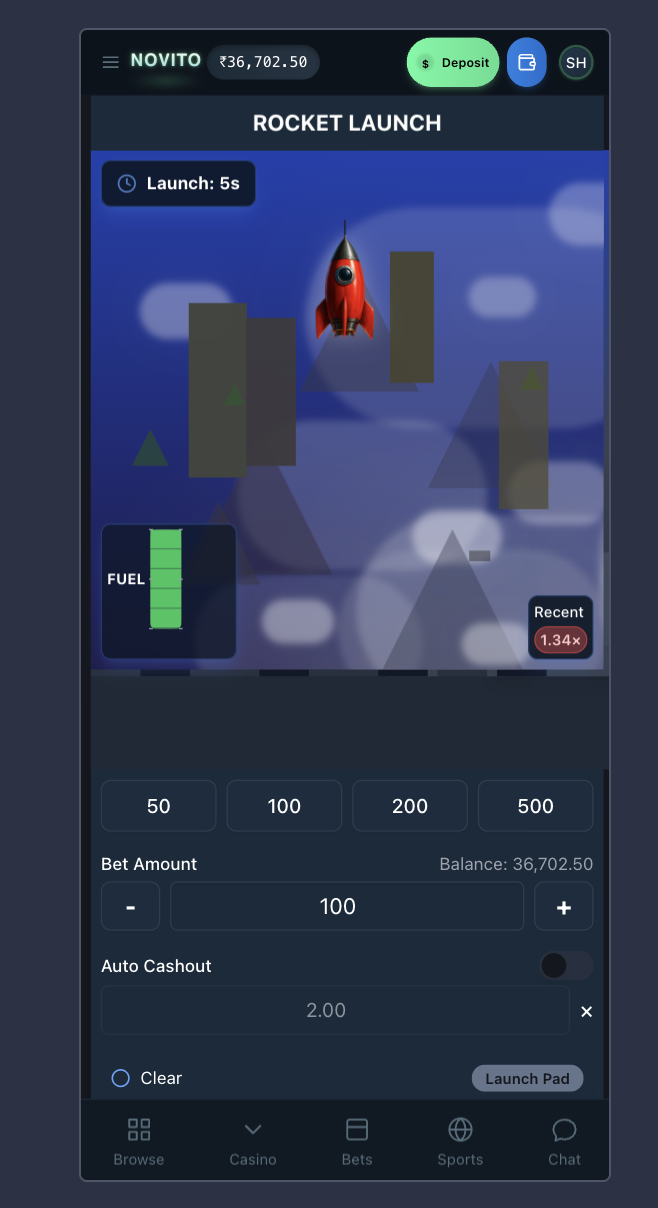 NOVITO ₹36,702.50 $ Deposit SH
ROCKET LAUNCH
Launch: 5s
FUEL
Recent
1.34×
50 100 200 500
Bet Amount Balance: 36,702.50
- 100 +
Auto Cashout
2.00 ×
Clear Launch Pad
Browse Casino Bets Sports Chat